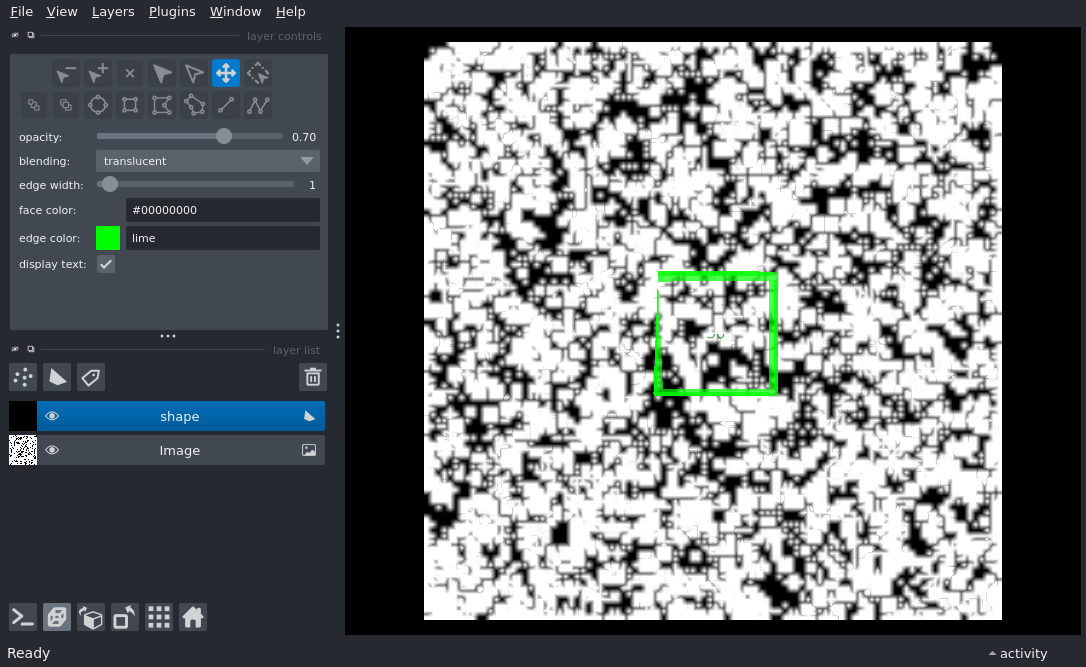 File View Layers Plugins Window Help
layer controls
opacity: 0.70
blending: translucent
edge width: 1
face color: #00000000
edge color: lime
display text:
layer list
shape
Image
Ready
activity